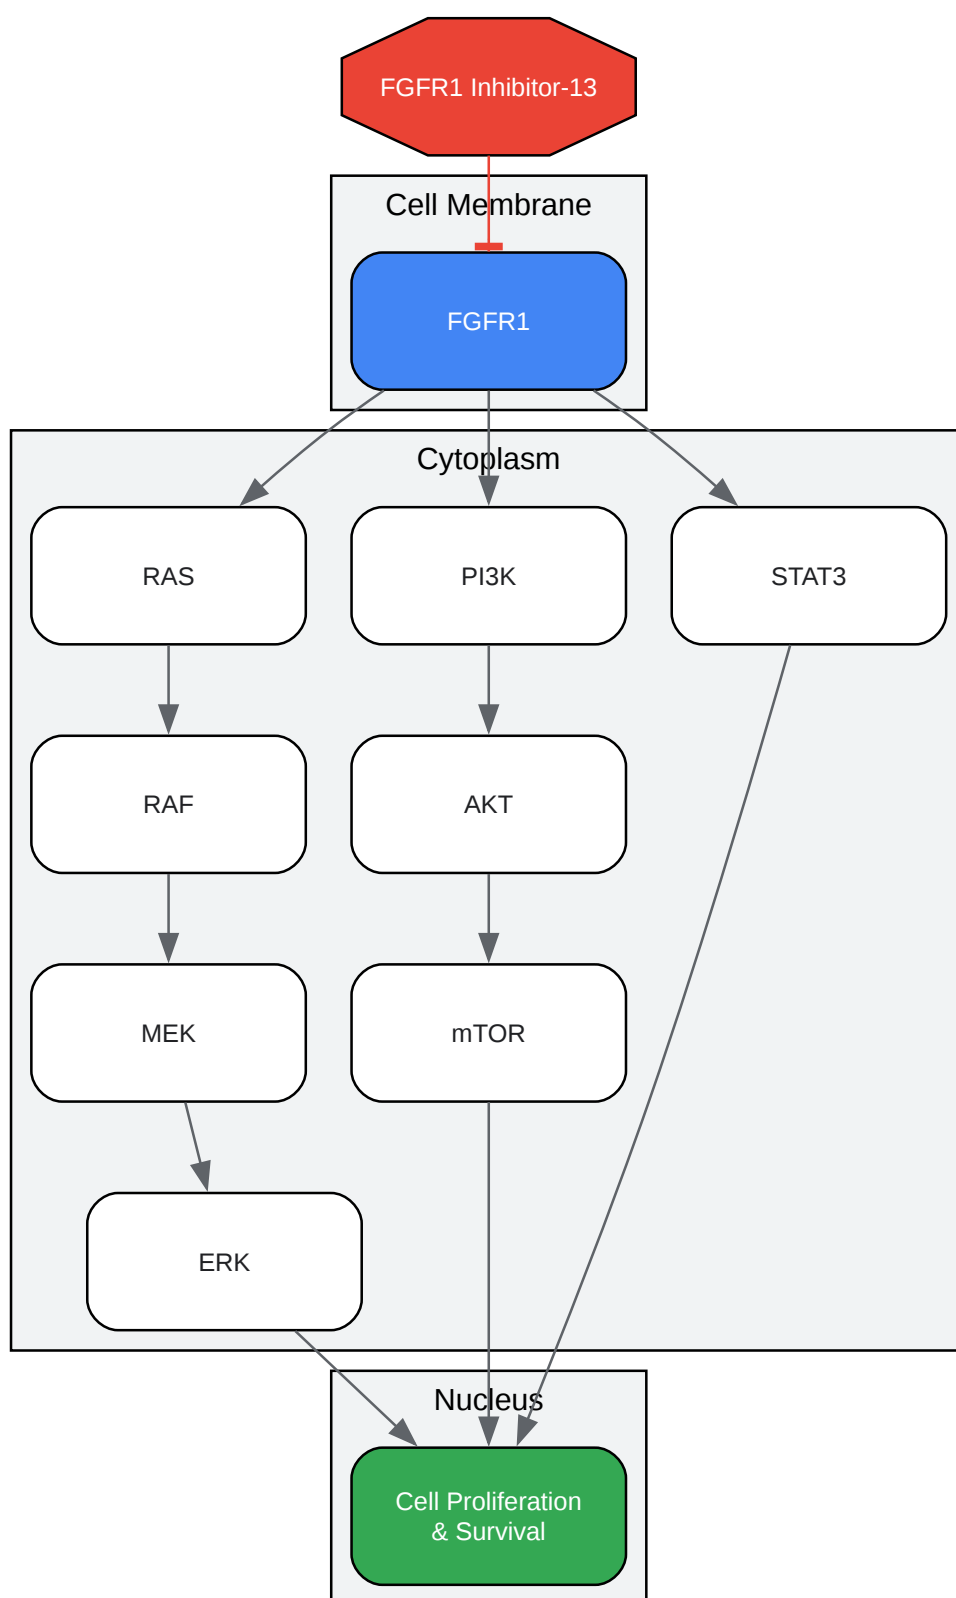 FGFR1 Inhibitor-13
Cell Membrane
FGFR1
Cytoplasm
RAS
PI3K
STAT3
RAF
AKT
MEK
mTOR
ERK
Nucleus
Cell Proliferation
& Survival